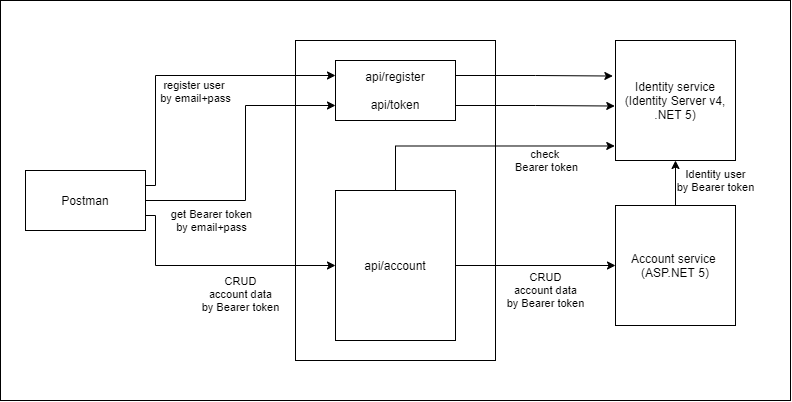 api/register
api/token
Identity service
(Identity Server v4,
.NET 5)
register user
by email+pass
check
Bearer token
Identity user
by Bearer token
Postman
get Bearer token
by email+pass
api/account
Account service
(ASP.NET 5)
CRUD
account data
by Bearer token
CRUD
account data
by Bearer token